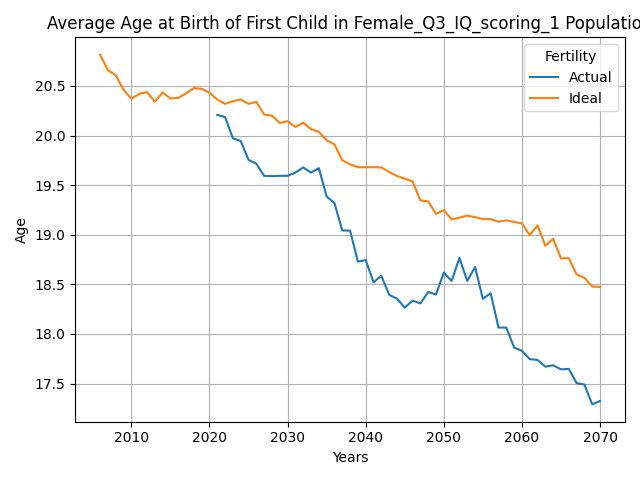 Average Age at Birth of First Child in Female_Q3_IQ_scoring_1 Populatio
Fertility
Actual
Ideal
20.5
20.0
19.5
19.0
18.5
18.0
17.5
Age
2010 2020 2030 2040 2050 2060 2070
Years